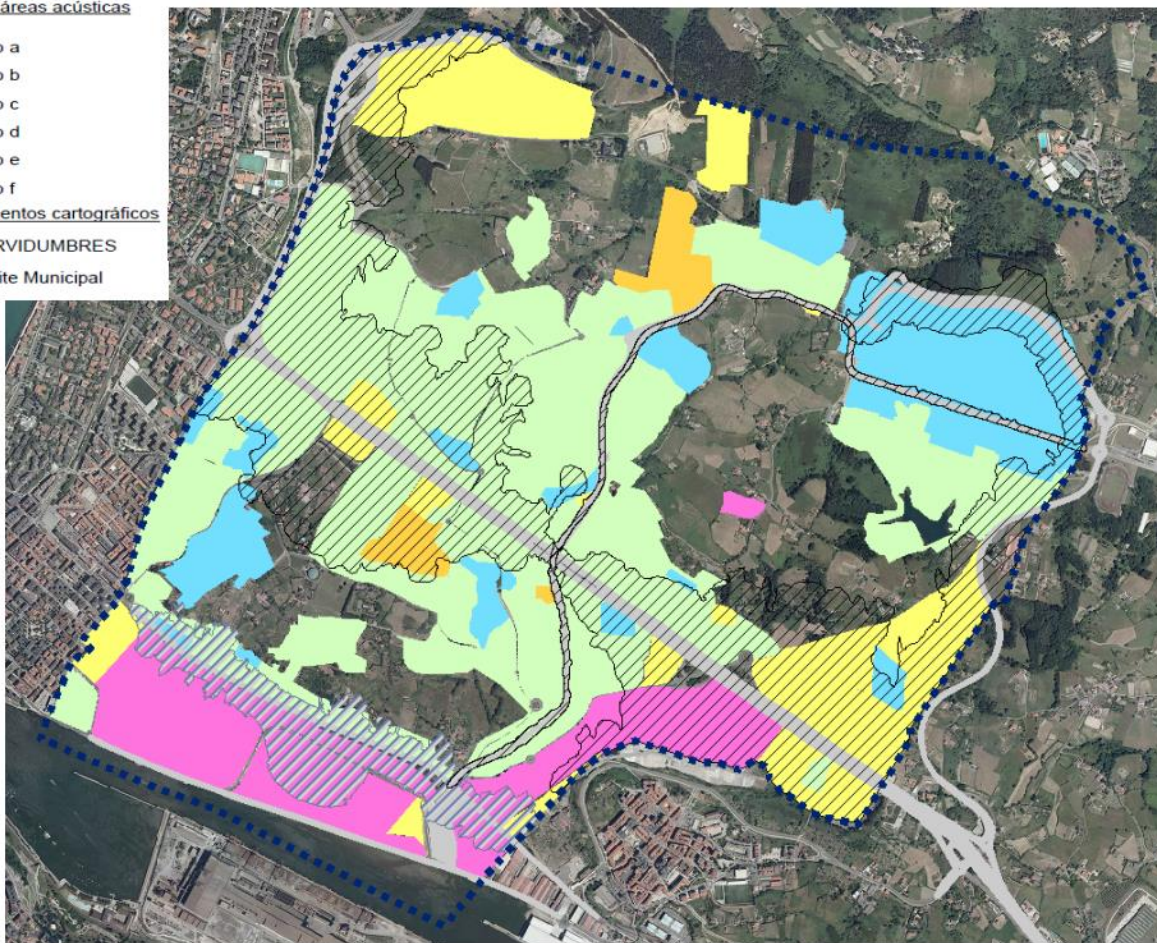 áreas acústicas
o a
o b
o c
o d
o e
o f
entos cartográficos
RVIDUMBRES
ite Municipal